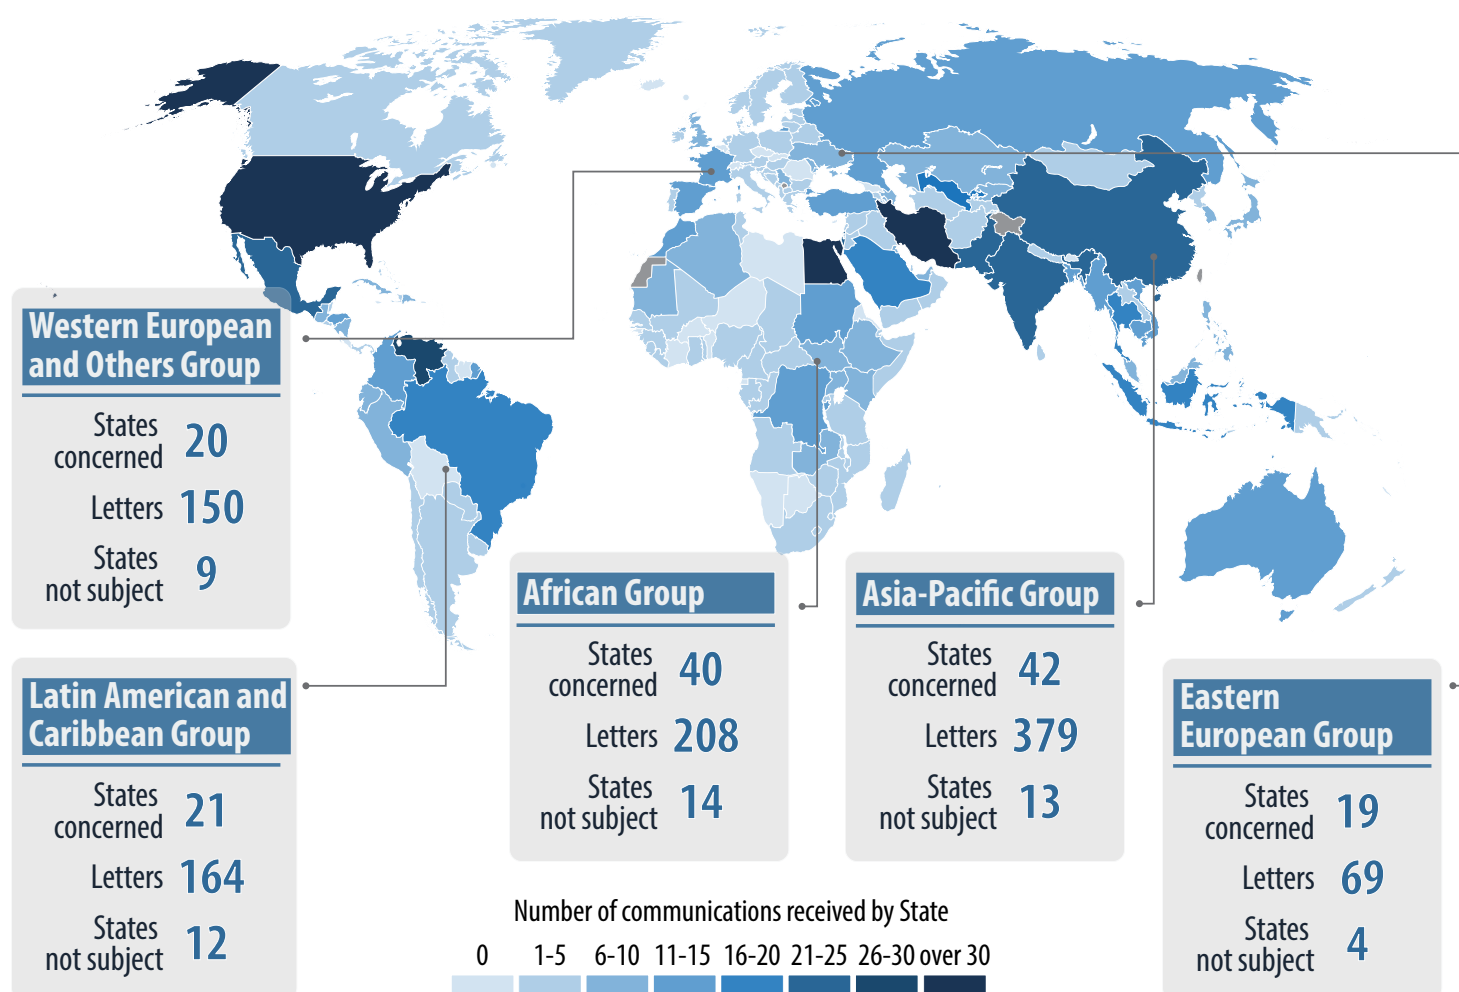 Western European
and Others Group
States
concerned 20
Letters 150
States
not subject 9
Latin American and
Caribbean Group
States
concerned 21
Letters 164
States
not subject 12
African Group
States
concerned 40
Letters 208
States
not subject 14
Asia-Pacific Group
States
concerned 42
Letters 379
States
not subject 13
Eastern
European Group
States
concerned 19
Letters 69
States
not subject 4
Number of communications received by State
0 1-5 6-10 11-15 16-20 21-25 26-30 over 30